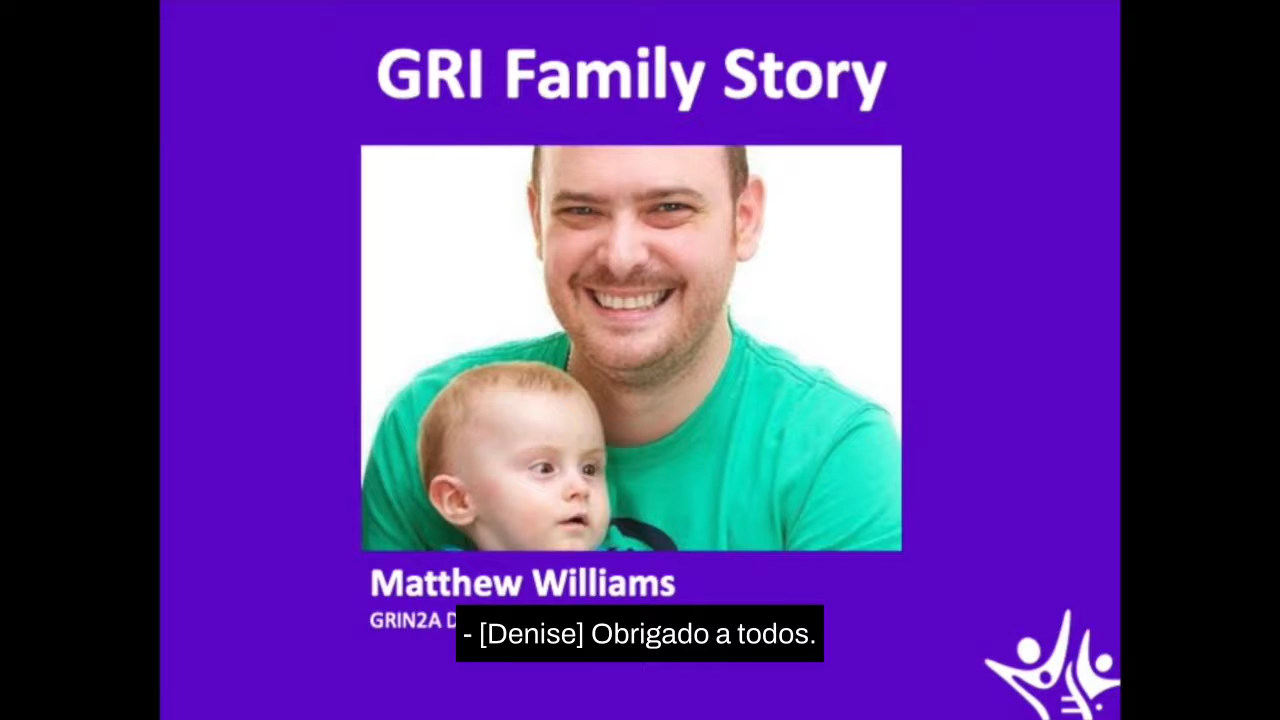 GRI Family Story
Matthew Williams
GRIN2A
- [Denise] Obrigado a todos.